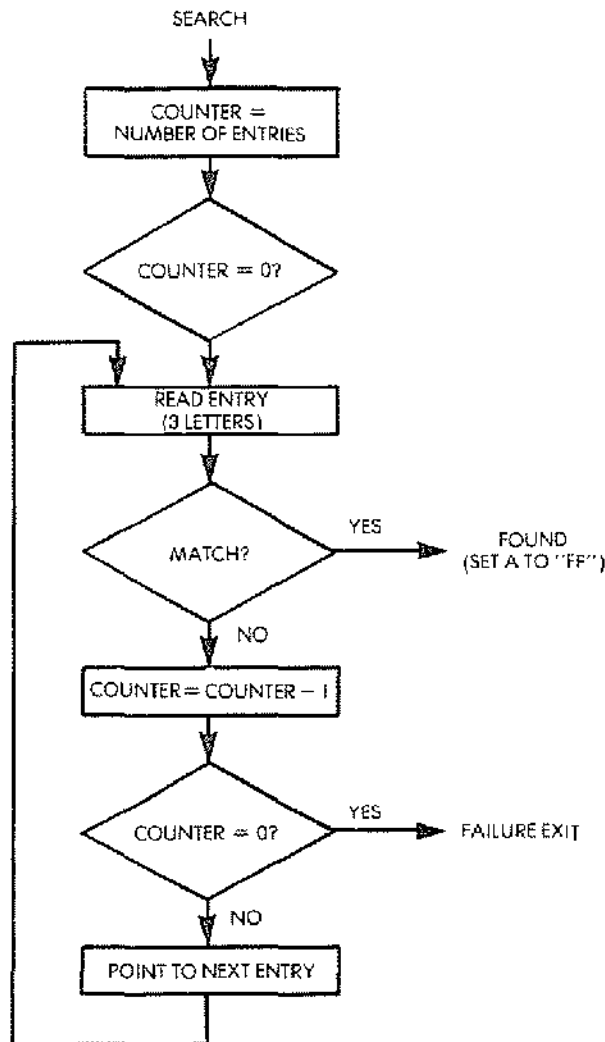 SEARCH
COUNTER =
NUMBER OF ENTRIES
COUNTER = 0?
READ ENTRY
(3 LETTERS)
MATCH?
YES
FOUND
(SET A TO "FF")
NO
COUNTER = COUNTER - 1
COUNTER = 0?
YES
FAILURE EXIT
NO
POINT TO NEXT ENTRY